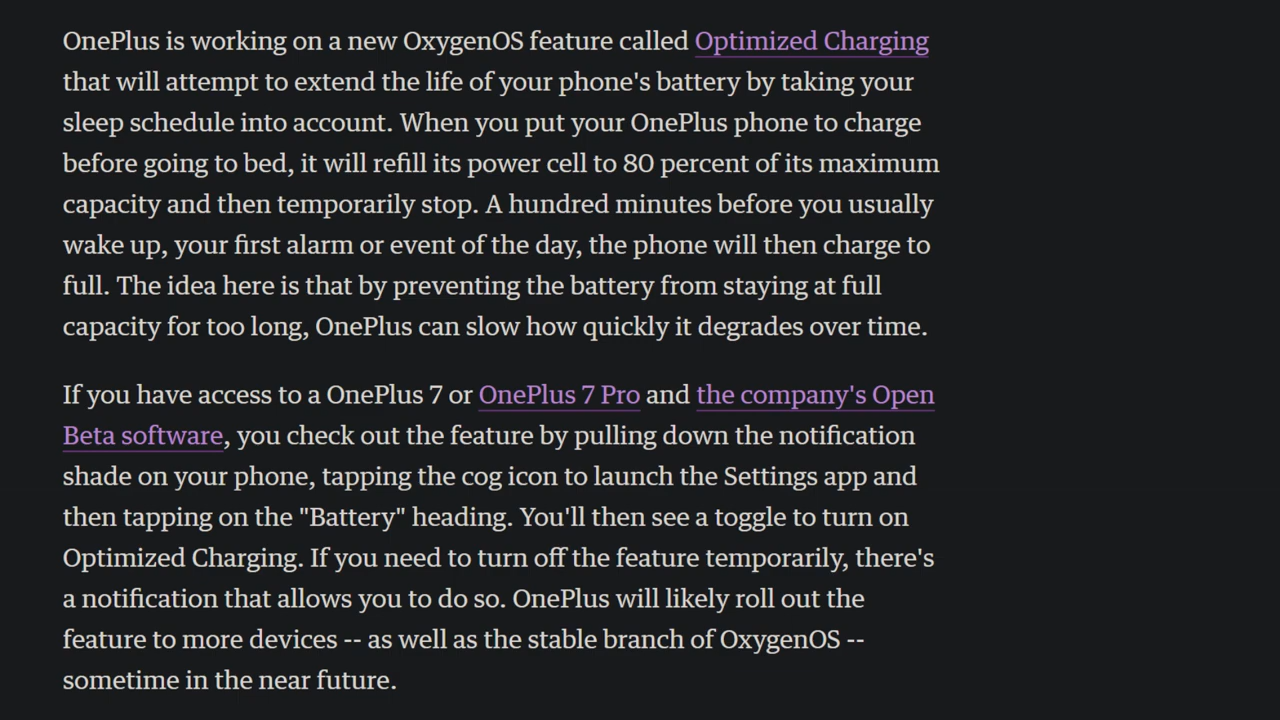 OnePlus is working on a new OxygenOS feature called Optimized Charging
that will attempt to extend the life of your phone's battery by taking your
sleep schedule into account. When you put your OnePlus phone to charge
before going to bed, it will refill its power cell to 80 percent of its maximum
capacity and then temporarily stop. A hundred minutes before you usually
wake up, your first alarm or event of the day, the phone will then charge to
full. The idea here is that by preventing the battery from staying at full
capacity for too long, OnePlus can slow how quickly it degrades over time.
If you have access to a OnePlus 7 or OnePlus 7 Pro and the company's Open
Beta software, you check out the feature by pulling down the notification
shade on your phone, tapping the cog icon to launch the Settings app and
then tapping on the "Battery" heading. You'll then see a toggle to turn on
Optimized Charging. If you need to turn off the feature temporarily, there's
a notification that allows you to do so. OnePlus will likely roll out the
feature to more devices -- as well as the stable branch of OxygenOS --
sometime in the near future.